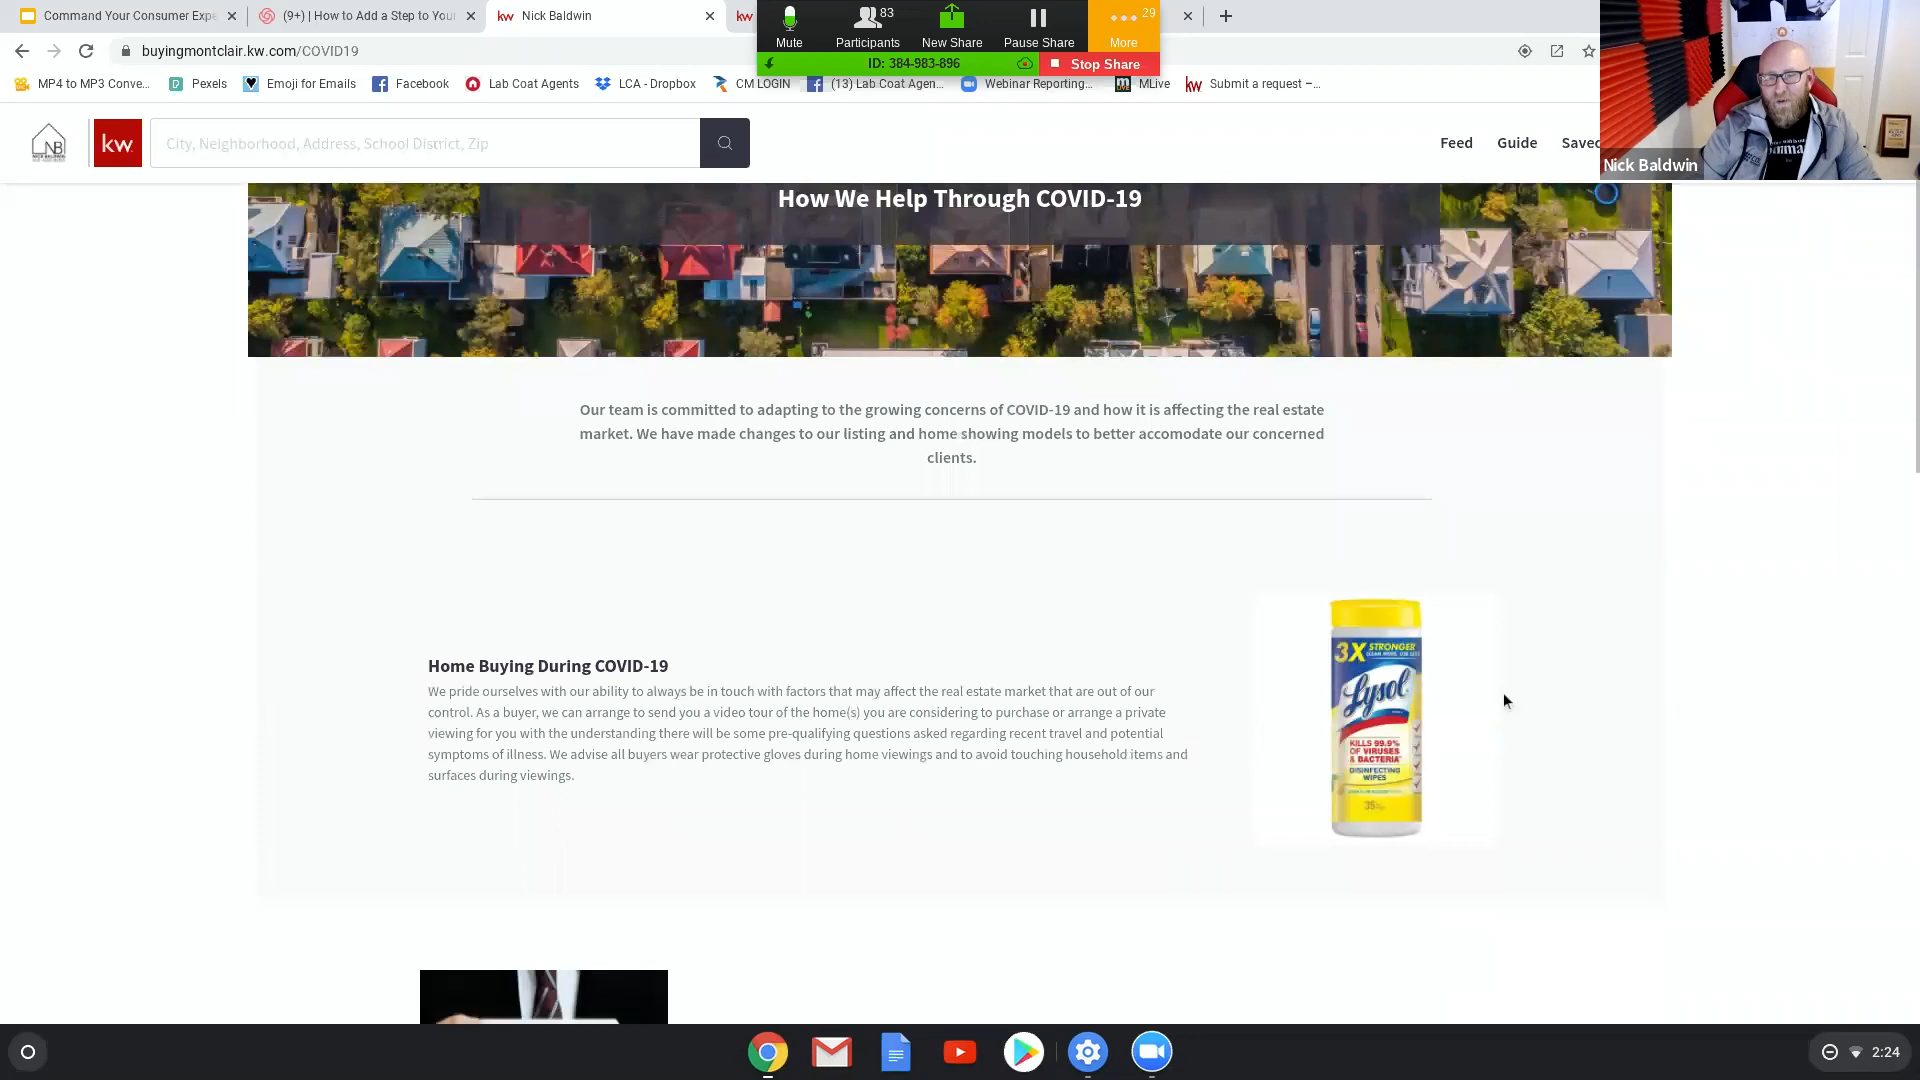 Command Your Consumer Expe
(9+) | How to Add a Step to Your
kw Nick Baldwin
kw
Mute
83
Participants
New Share
Pause Share
29
More
ID: 384-983-896
Stop Share
buyingmontclair.kw.com/COVID19
MP4 to MP3 Conve...
Pexels
Emoji for Emails
Facebook
Lab Coat Agents
LCA - Dropbox
CM LOGIN
(13) Lab Coat Agen...
Webinar Reporting...
MLive
kw Submit a request –...
NB
kw
City, Neighborhood, Address, School District, Zip
Feed
Guide
Saved
Nick Baldwin
How We Help Through COVID-19
Our team is committed to adapting to the growing concerns of COVID-19 and how it is affecting the real estate
market. We have made changes to our listing and home showing models to better accomodate our concerned
clients.
Home Buying During COVID-19
We pride ourselves with our ability to always be in touch with factors that may affect the real estate market that are out of our
control. As a buyer, we can arrange to send you a video tour of the home(s) you are considering to purchase or arrange a private
viewing for you with the understanding there will be some pre-qualifying questions asked regarding recent travel and potential
symptoms of illness. We advise all buyers wear protective gloves during home viewings and to avoid touching household items and
surfaces during viewings.
3X STRONGER
Lysol
KILLS 99.9%
OF VIRUSES
& BACTERIA
DISINFECTING
WIPES
35
2:24